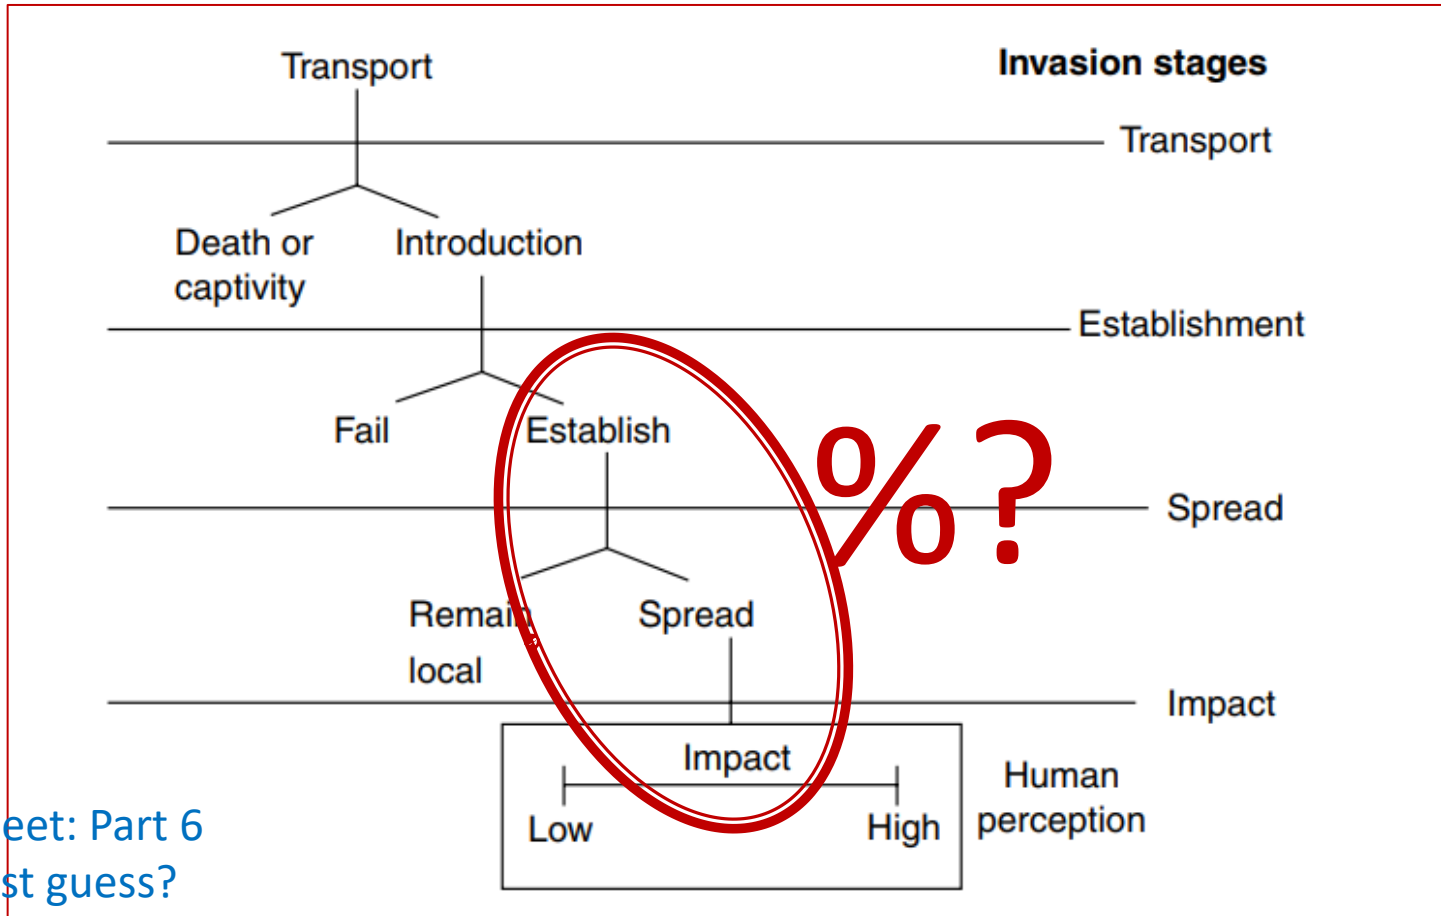 Transport
Invasion stages
Transport
Death or
captivity
Introduction
Establishment
Fail
Establish
%?
Spread
Remain
local
Spread
Impact
Impact
Low
High
Human
perception
eet: Part 6
st guess?